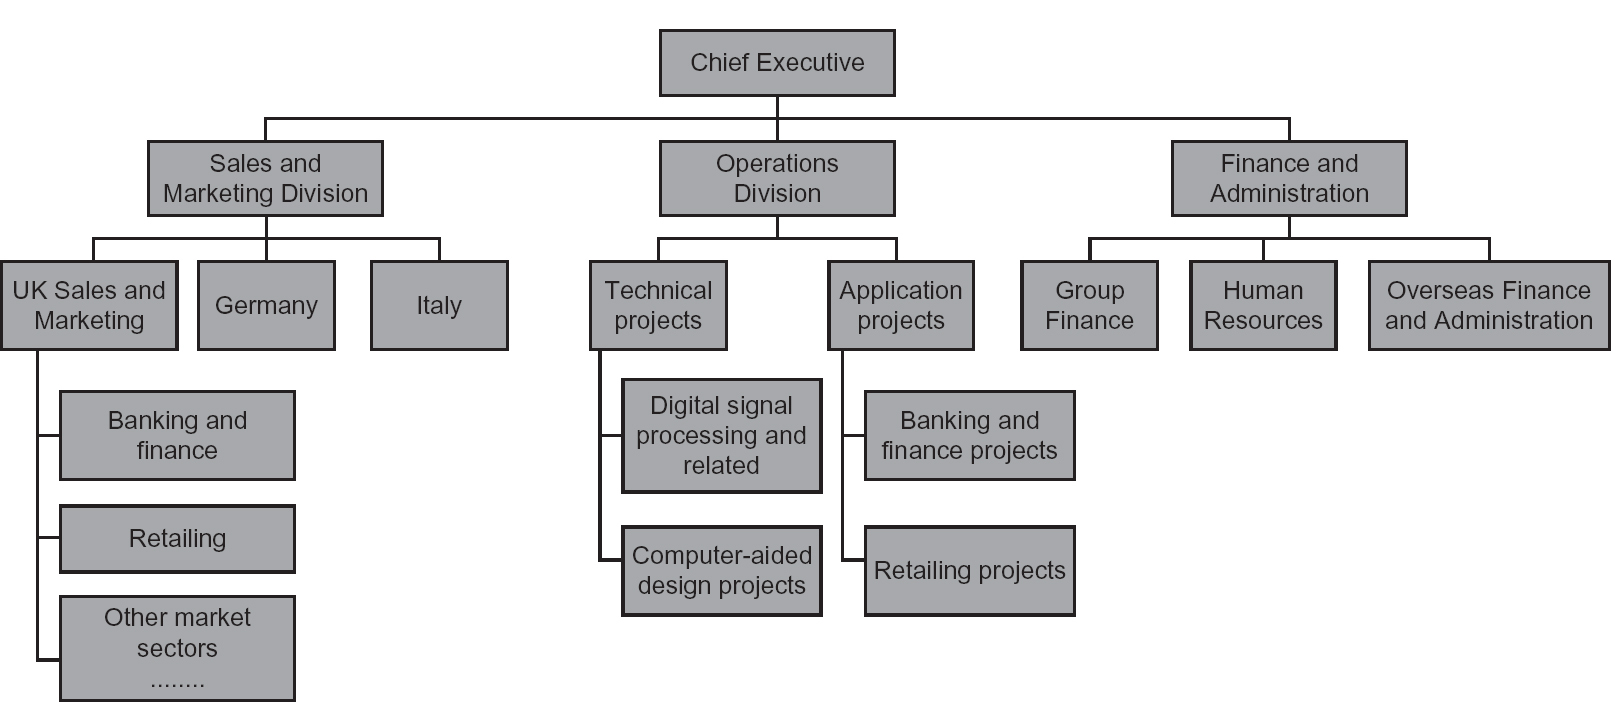 Chief Executive
Sales and
Marketing Division
Operations
Division
Finance and
Administration
UK Sales and
Marketing
Germany
Italy
Technical
projects
Application
projects
Group
Finance
Human
Resources
Overseas Finance
and Administration
Banking and
finance
Retailing
Other market
sectors
........
Digital signal
processing and
related
Computer-aided
design projects
Banking and
finance projects
Retailing projects